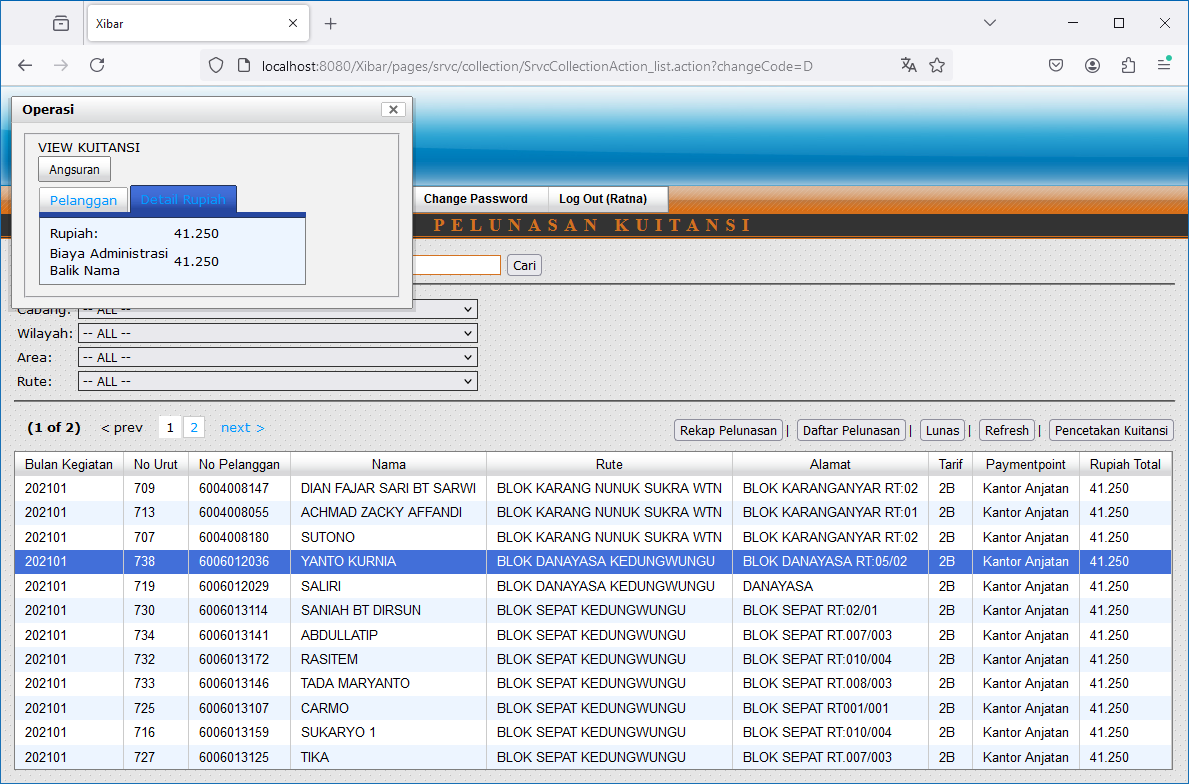 Xibar
localhost:8080/Xibar/pages/srvc/collection/SrvcCollectionAction_list.action?changeCode=D
Operasi
VIEW KUITANSI
Angsuran
Pelanggan Detail Rupiah
Rupiah: 41.250
Biaya Administrasi Balik Nama 41.250
Change Password Log Out (Ratna)
PELUNASAN KUITANSI
Cari
Cabang: -- ALL --
Wilayah: -- ALL --
Area: -- ALL --
Rute: -- ALL --
(1 of 2) < prev 1 2 next > Rekap Pelunasan | Daftar Pelunasan | Lunas | Refresh | Pencetakan Kuitansi
Bulan Kegiatan No Urut No Pelanggan Nama Rute Alamat Tarif Paymentpoint Rupiah Total
202101 709 6004008147 DIAN FAJAR SARI BT SARWI BLOK KARANG NUNUK SUKRA WTN BLOK KARANGANYAR RT:02 2B Kantor Anjatan 41.250
202101 713 6004008055 ACHMAD ZACKY AFFANDI BLOK KARANG NUNUK SUKRA WTN BLOK KARANGANYAR RT:01 2B Kantor Anjatan 41.250
202101 707 6004008180 SUTONO BLOK KARANG NUNUK SUKRA WTN BLOK KARANGANYAR RT:02 2B Kantor Anjatan 41.250
202101 738 6006012036 YANTO KURNIA BLOK DANAYASA KEDUNGWUNGU BLOK DANAYASA RT:05/02 2B Kantor Anjatan 41.250
202101 719 6006012029 SALIRI BLOK DANAYASA KEDUNGWUNGU DANAYASA 2B Kantor Anjatan 41.250
202101 730 6006013114 SANIAH BT DIRSUN BLOK SEPAT KEDUNGWUNGU BLOK SEPAT RT:02/01 2B Kantor Anjatan 41.250
202101 734 6006013141 ABDULLATIP BLOK SEPAT KEDUNGWUNGU BLOK SEPAT RT.007/003 2B Kantor Anjatan 41.250
202101 732 6006013172 RASITEM BLOK SEPAT KEDUNGWUNGU BLOK SEPAT RT:010/004 2B Kantor Anjatan 41.250
202101 733 6006013146 TADA MARYANTO BLOK SEPAT KEDUNGWUNGU BLOK SEPAT RT.008/003 2B Kantor Anjatan 41.250
202101 725 6006013107 CARMO BLOK SEPAT KEDUNGWUNGU BLOK SEPAT RT001/001 2B Kantor Anjatan 41.250
202101 716 6006013159 SUKARYO 1 BLOK SEPAT KEDUNGWUNGU BLOK SEPAT RT:010/004 2B Kantor Anjatan 41.250
202101 727 6006013125 TIKA BLOK SEPAT KEDUNGWUNGU BLOK SEPAT RT.007/003 2B Kantor Anjatan 41.250